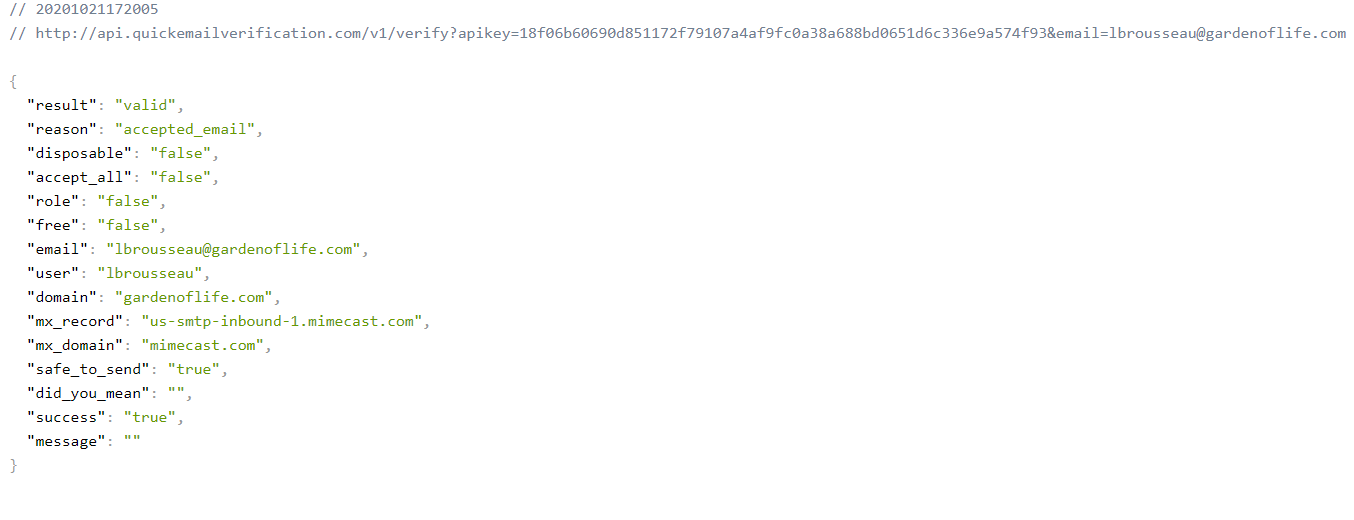 // 20201021172005
// http://api.quickemailverification.com/v1/verify?apikey=18f06b60690d851172f79107a4af9fc0a38a688bd0651d6c336e9a574f93&email=lbrousseau@gardenoflife.com
{
"result": "valid",
"reason": "accepted_email",
"disposable": "false",
"accept_all": "false",
"role": "false",
"free": "false",
"email": "lbrousseau@gardenoflife.com",
"user": "lbrousseau",
"domain": "gardenoflife.com",
"mx_record": "us-smtp-inbound-1.mimecast.com",
"mx_domain": "mimecast.com",
"safe_to_send": "true",
"did_you_mean": "",
"success": "true",
"message": ""
}